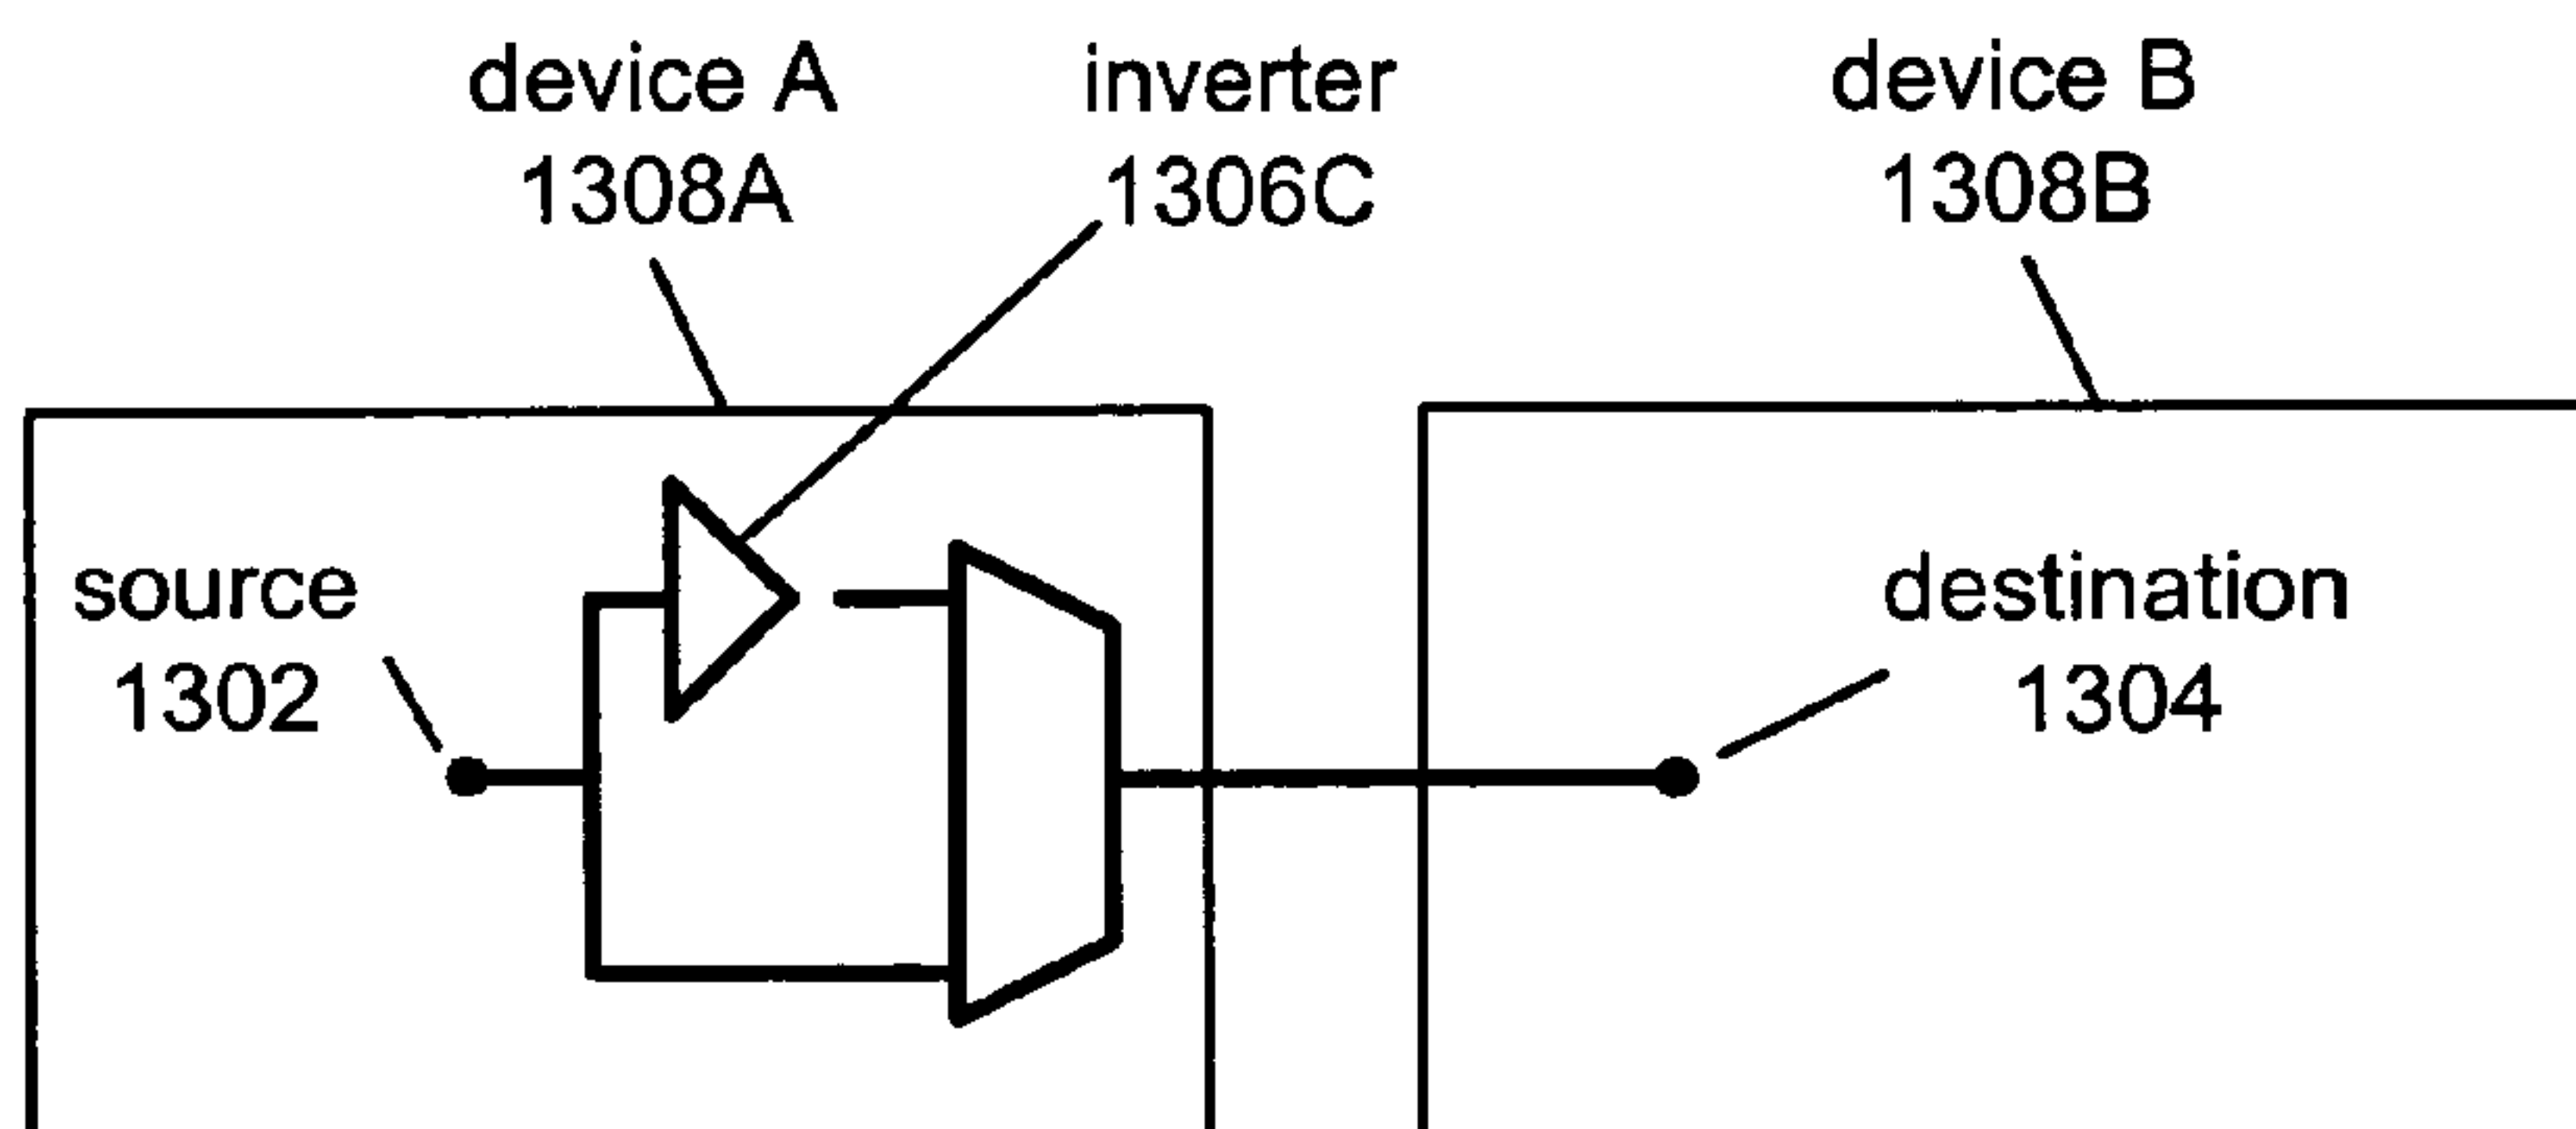 device A
1308A
inverter
1306C
device B
1308B
source
1302
destination
1304